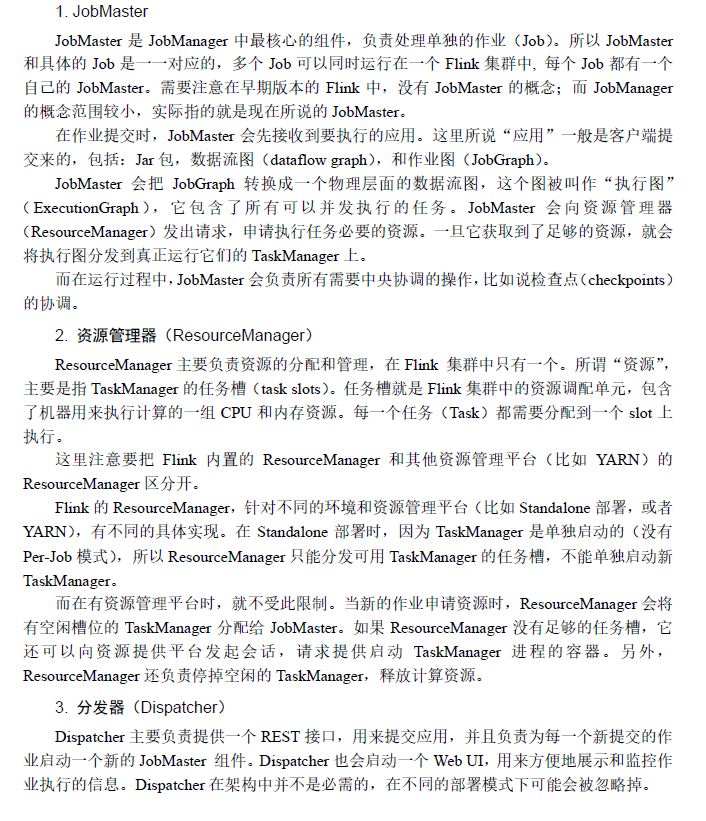 1. JobMaster
JobMaster 是 JobManager 中最核心的组件，负责处理单独的作业（Job）。所以 JobMaster
和具体的 Job 是一一对应的，多个 Job 可以同时运行在一个 Flink 集群中, 每个 Job 都有一个
自己的 JobMaster。需要注意在早期版本的 Flink 中，没有 JobMaster 的概念；而 JobManager
的概念范围较小，实际指的就是现在所说的 JobMaster。
在作业提交时，JobMaster 会先接收到要执行的应用。这里所说“应用”一般是客户端提
交来的，包括：Jar 包，数据流图（dataflow graph），和作业图（JobGraph）。
JobMaster 会把 JobGraph 转换成一个物理层面的数据流图，这个图被叫作“执行图”
（ExecutionGraph），它包含了所有可以并发执行的任务。JobMaster 会向资源管理器
（ResourceManager）发出请求，申请执行任务必要的资源。一旦它获取到了足够的资源，就会
将执行图分发到真正运行它们的 TaskManager 上。
而在运行过程中，JobMaster 会负责所有需要中央协调的操作，比如说检查点（checkpoints）
的协调。
2. 资源管理器（ResourceManager）
ResourceManager 主要负责资源的分配和管理，在 Flink 集群中只有一个。所谓“资源”，
主要是指 TaskManager 的任务槽（task slots）。任务槽就是 Flink 集群中的资源调配单元，包含
了机器用来执行计算的一组 CPU 和内存资源。每一个任务（Task）都需要分配到一个 slot 上
执行。
这里注意要把 Flink 内置的 ResourceManager 和其他资源管理平台（比如 YARN）的
ResourceManager 区分开。
Flink 的 ResourceManager，针对不同的环境和资源管理平台（比如 Standalone 部署，或者
YARN），有不同的具体实现。在 Standalone 部署时，因为 TaskManager 是单独启动的（没有
Per-Job 模式），所以 ResourceManager 只能分发可用 TaskManager 的任务槽，不能单独启动新
TaskManager。
而在有资源管理平台时，就不受此限制。当新的作业申请资源时，ResourceManager 会将
有空闲槽位的 TaskManager 分配给 JobMaster。如果 ResourceManager 没有足够的任务槽，它
还可以向资源提供平台发起会话，请求提供启动 TaskManager 进程的容器。另外，
ResourceManager 还负责停掉空闲的 TaskManager，释放计算资源。
3. 分发器（Dispatcher）
Dispatcher 主要负责提供一个 REST 接口，用来提交应用，并且负责为每一个新提交的作
业启动一个新的 JobMaster 组件。Dispatcher 也会启动一个 Web UI，用来方便地展示和监控作
业执行的信息。Dispatcher 在架构中并不是必需的，在不同的部署模式下可能会被忽略掉。